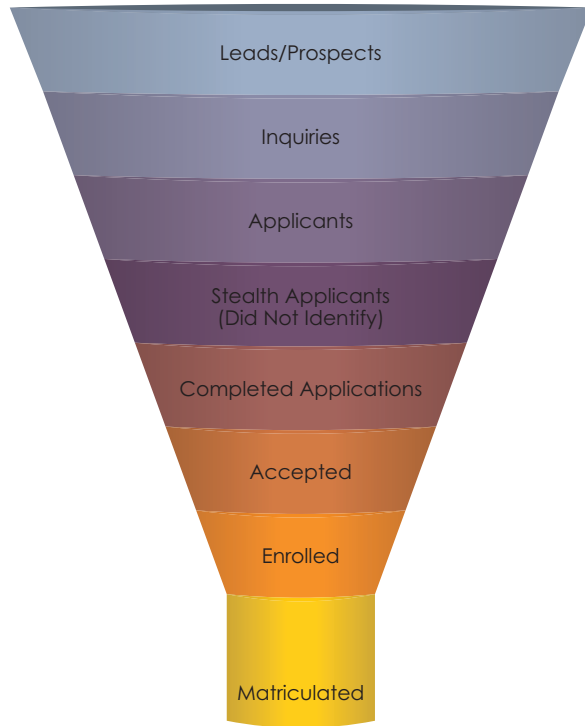 Leads/Prospects
Inquiries
Applicants
Stealth Applicants
(Did Not Identify)
Completed Applications
Accepted
Enrolled
Matriculated